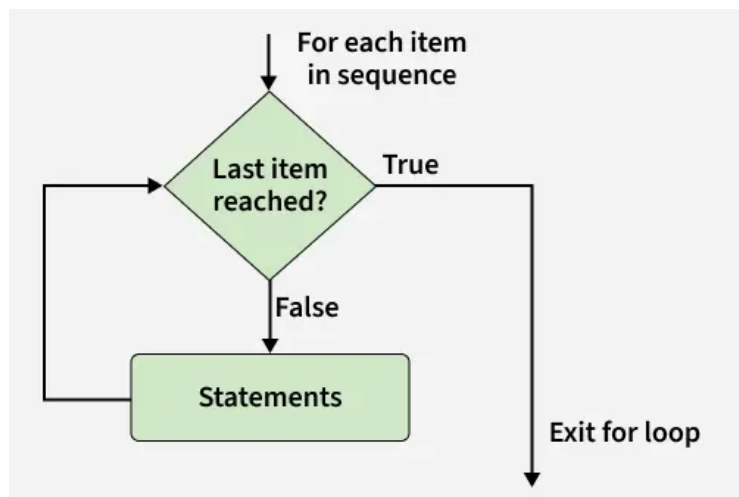 For each item
in sequence
Last item
reached?
True
False
Statements
Exit for loop